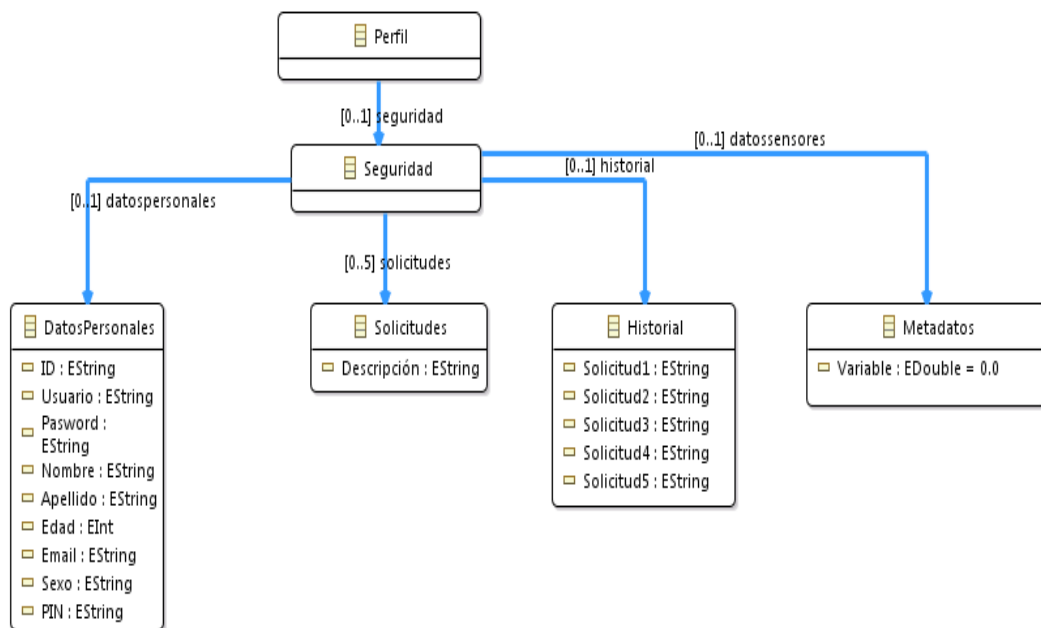 Perfil
[0..1] seguridad
Seguridad
[0..1] datossensores
[0..1] historial
[0..1] datospersonales
[0..5] solicitudes
DatosPersonales
ID : EString
Usuario : EString
Pasword :
EString
Nombre : EString
Apellido : EString
Edad : EInt
Email : EString
Sexo : EString
PIN : EString
Solicitudes
Descripción : EString
Historial
Solicitud1 : EString
Solicitud2 : EString
Solicitud3 : EString
Solicitud4 : EString
Solicitud5 : EString
Metadatos
Variable : EDouble = 0.0